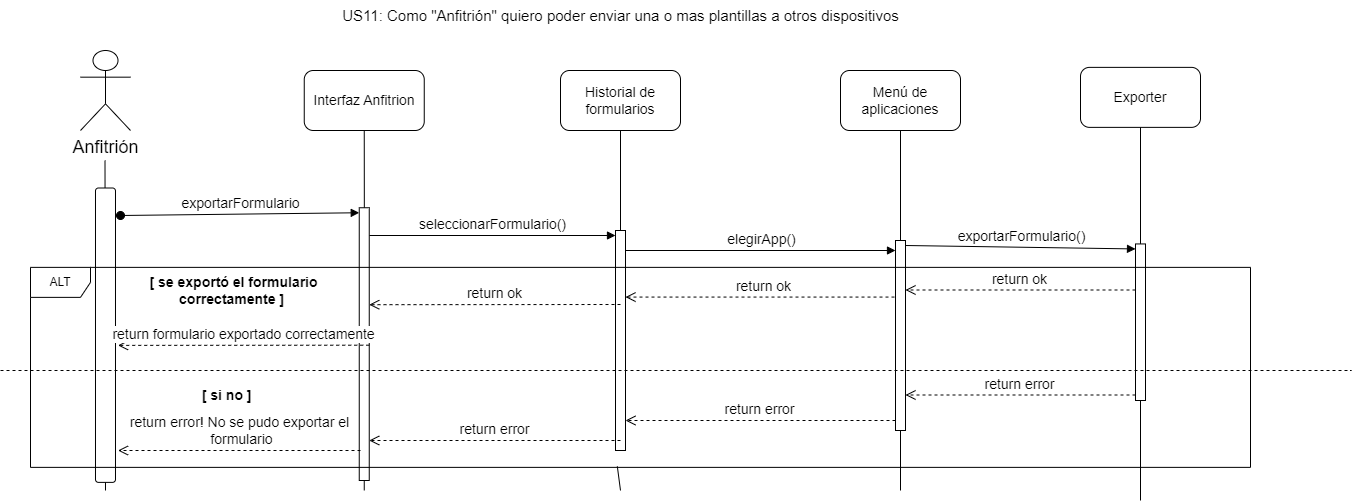 US11: Como "Anfitrión" quiero poder enviar una o mas plantillas a otros dispositivos
Interfaz Anfitrion
Historial de
formularios
Menú de
aplicaciones
Exporter
Anfitrión
exportarFormulario
seleccionarFormulario()
elegirApp()
exportarFormulario()
ALT
[ se exportó el formulario
correctamente ]
return ok
return ok
return ok
return formulario exportado correctamente
[ si no ]
return error
return error
return error
return error! No se pudo exportar el
formulario